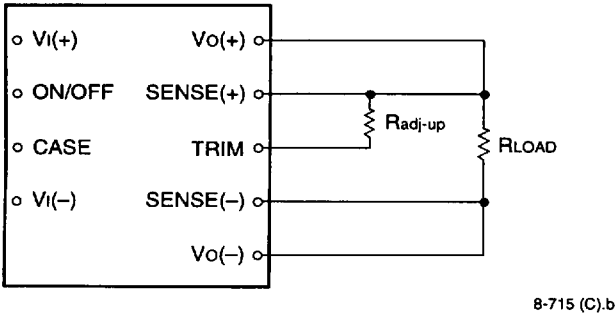 VI(+) VO(+)
ON/OFF SENSE(+)
Radj-up
CASE TRIM
RLOAD
VI(–) SENSE(–)
VO(–)
8-715 (C).b